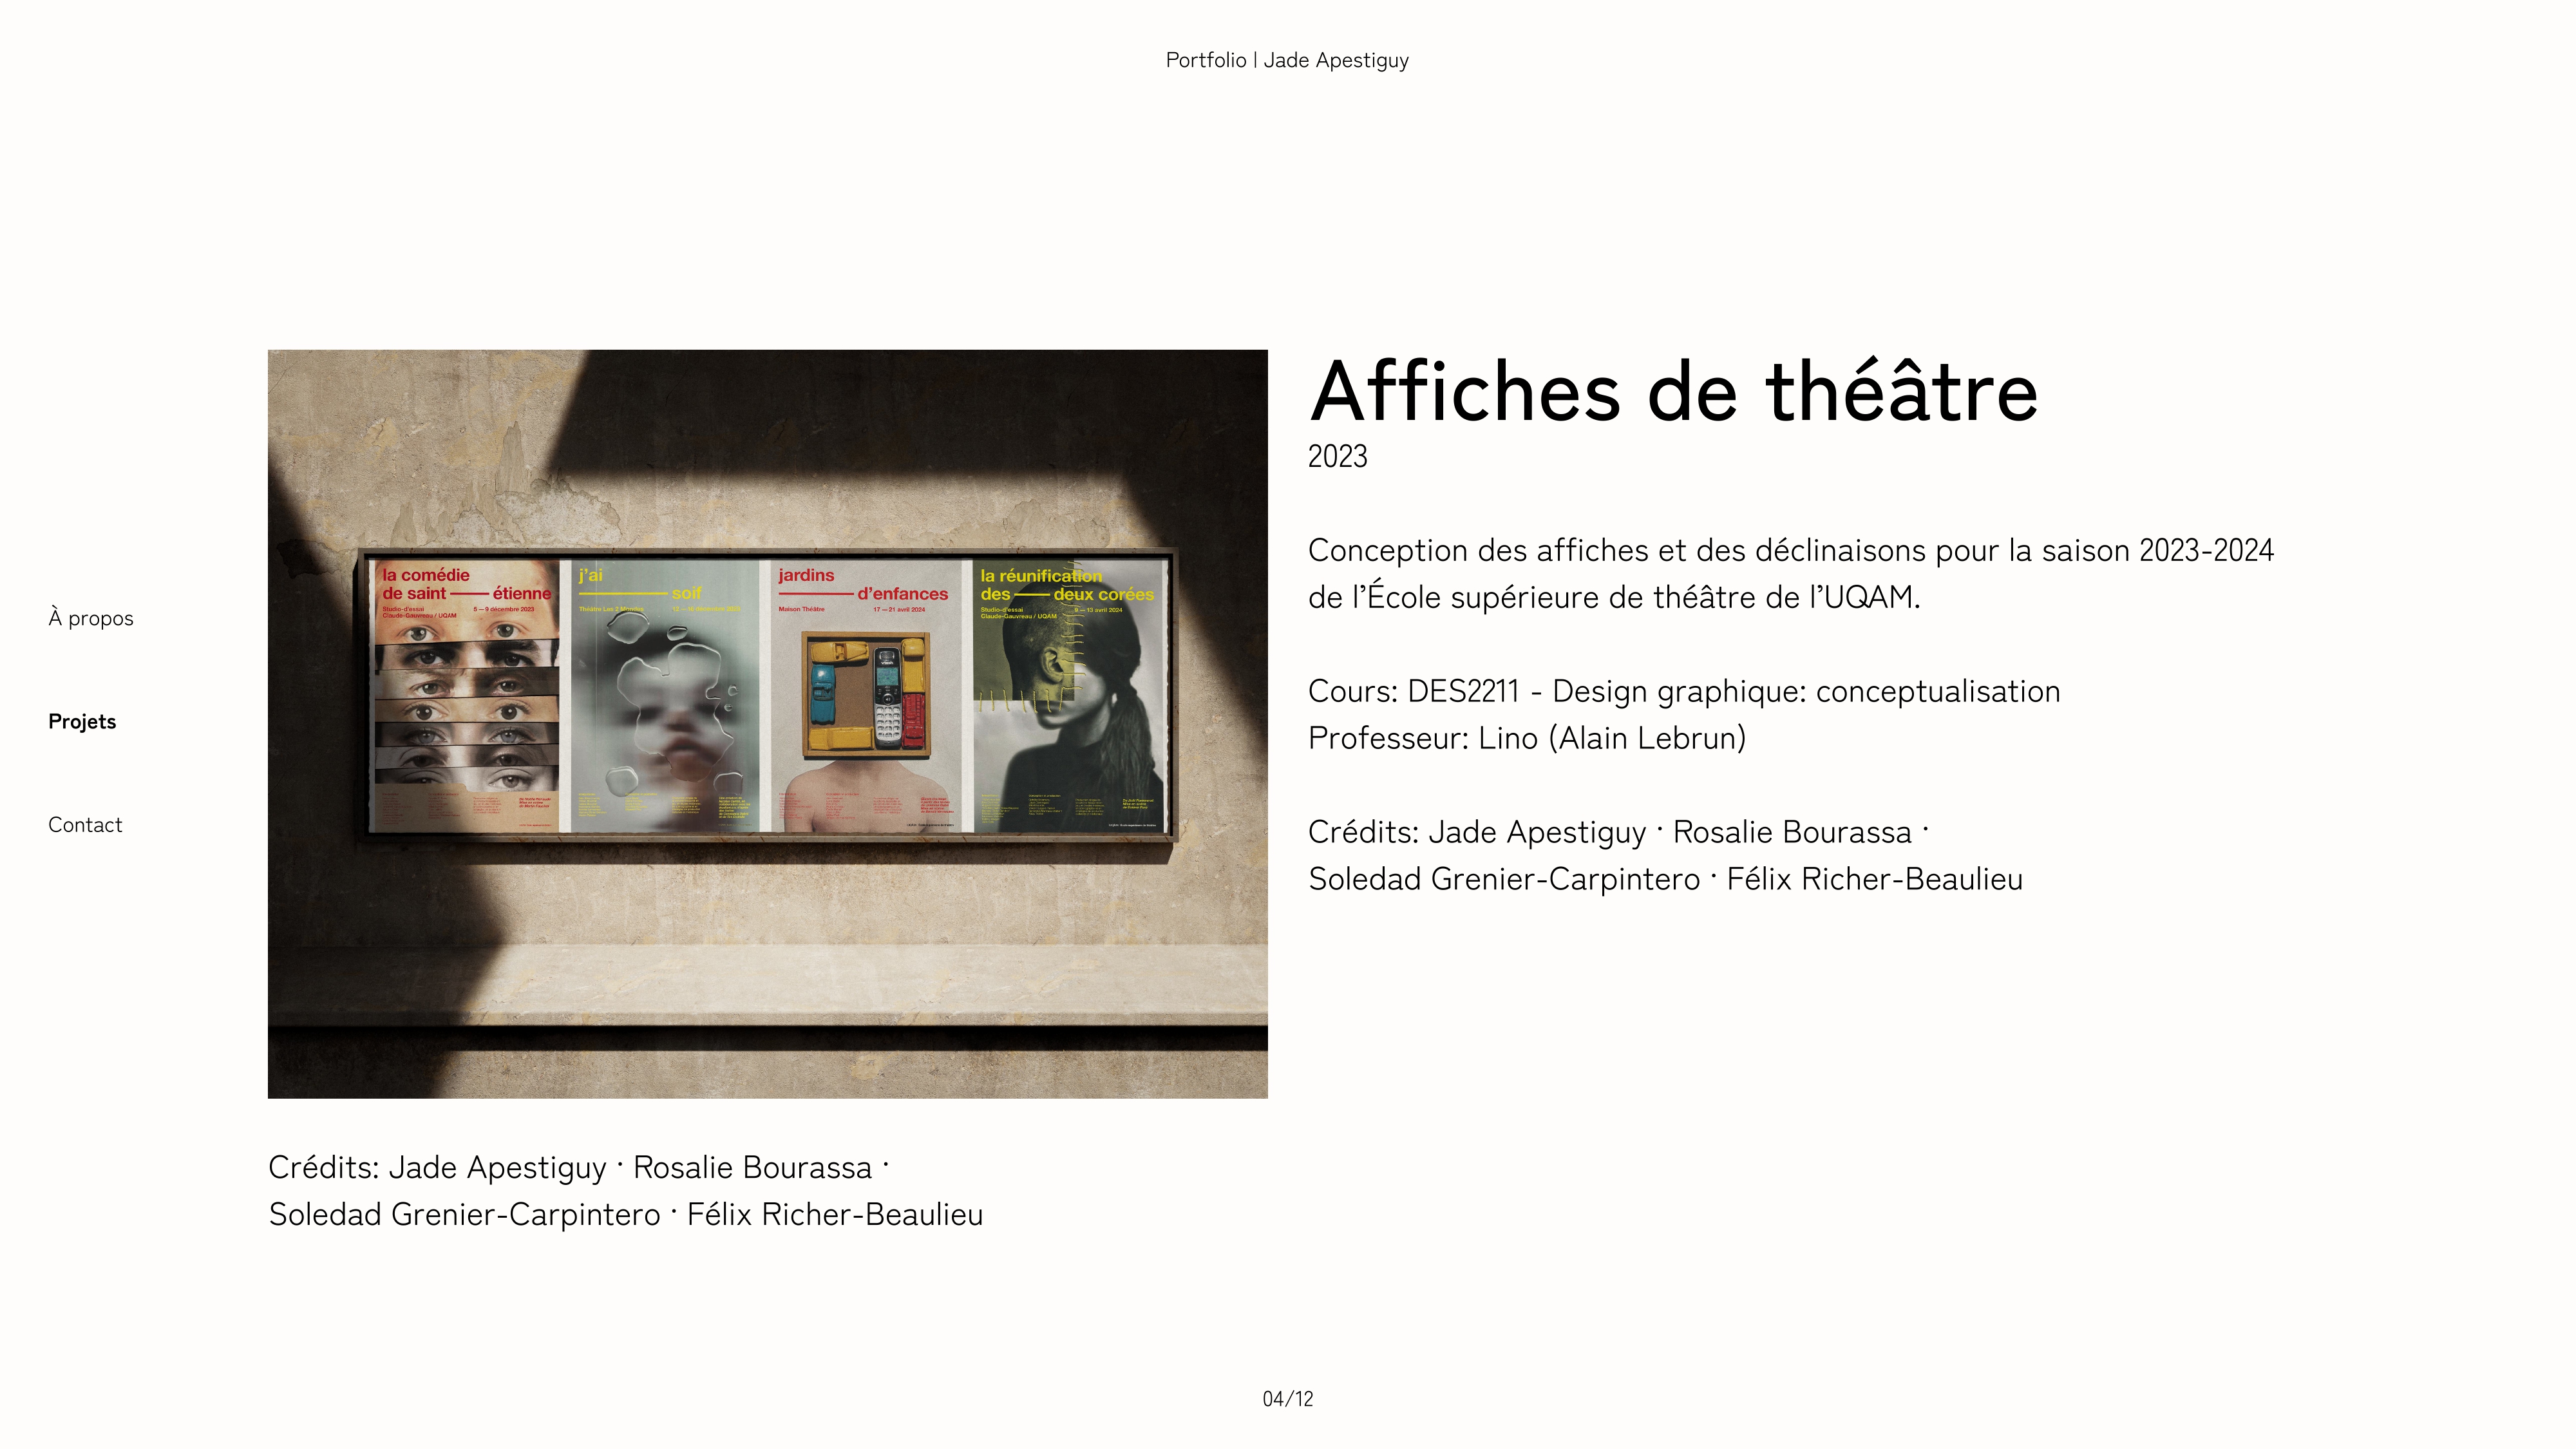 Portfolio | Jade Apestiguy
À propos
Projets
Contact
la comédie
de saint — étienne
Studio-d'essai
Claude-Gauvreau / UQAM
5 — 9 décembre 2023
j'ai
soif
Théâtre Les 2 Mondes
jardins
d'enfances
Maison Théâtre
17 — 21 avril 2024
la réunification
des — deux corées
Studio-d'essai
Claude-Gauvreau / UQAM
9 — 13 avril 2024
Affiches de théâtre
2023
Conception des affiches et des déclinaisons pour la saison 2023-2024
de l’École supérieure de théâtre de l’UQAM.
Cours: DES2211 - Design graphique: conceptualisation
Professeur: Lino (Alain Lebrun)
Crédits: Jade Apestiguy · Rosalie Bourassa ·
Soledad Grenier-Carpintero · Félix Richer-Beaulieu
Crédits: Jade Apestiguy · Rosalie Bourassa ·
Soledad Grenier-Carpintero · Félix Richer-Beaulieu
04/12